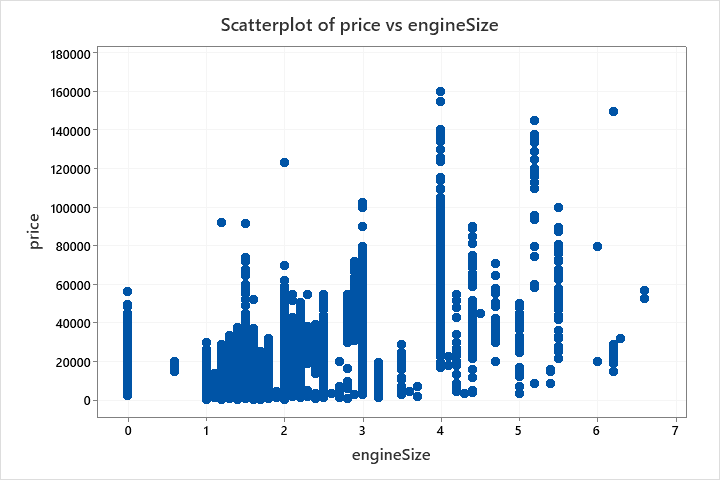 Scatterplot of price vs engineSize
180000
160000
140000
120000
100000
80000
60000
40000
20000
0
price
0 1 2 3 4 5 6 7
engineSize